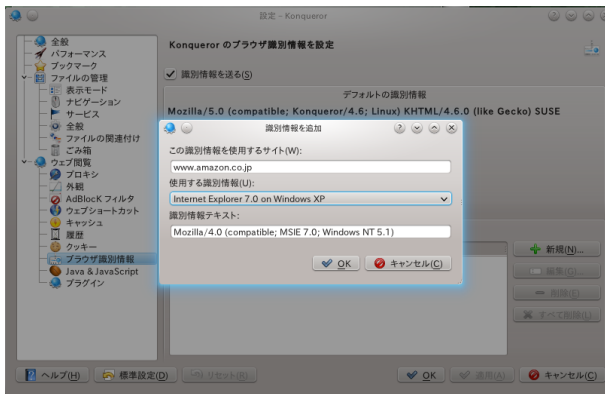 設定 – Konqueror
全般
パフォーマンス
ブックマーク
ファイルの管理
表示モード
ナビゲーション
サービス
全般
ファイルの関連付け
ごみ箱
ウェブ閲覧
プロキシ
外観
AdBlocK フィルタ
ウェブショートカット
キャッシュ
履歴
クッキー
ブラウザ識別情報
Java & JavaScript
プラグイン
Konqueror のブラウザ識別情報を設定
識別情報を送る(S)
デフォルトの識別情報
Mozilla/5.0 (compatible; Konqueror/4.6; Linux) KHTML/4.6.0 (like Gecko) SUSE
識別情報を追加
この識別情報を使用するサイト(W):
www.amazon.co.jp
使用する識別情報(U):
Internet Explorer 7.0 on Windows XP
識別情報テキスト:
Mozilla/4.0 (compatible; MSIE 7.0; Windows NT 5.1)
OK
キャンセル(C)
新規(N)...
編集(G)...
削除(E)
すべて削除(L)
ヘルプ(H)
標準設定(D)
リセット(R)
OK
適用(A)
キャンセル(C)